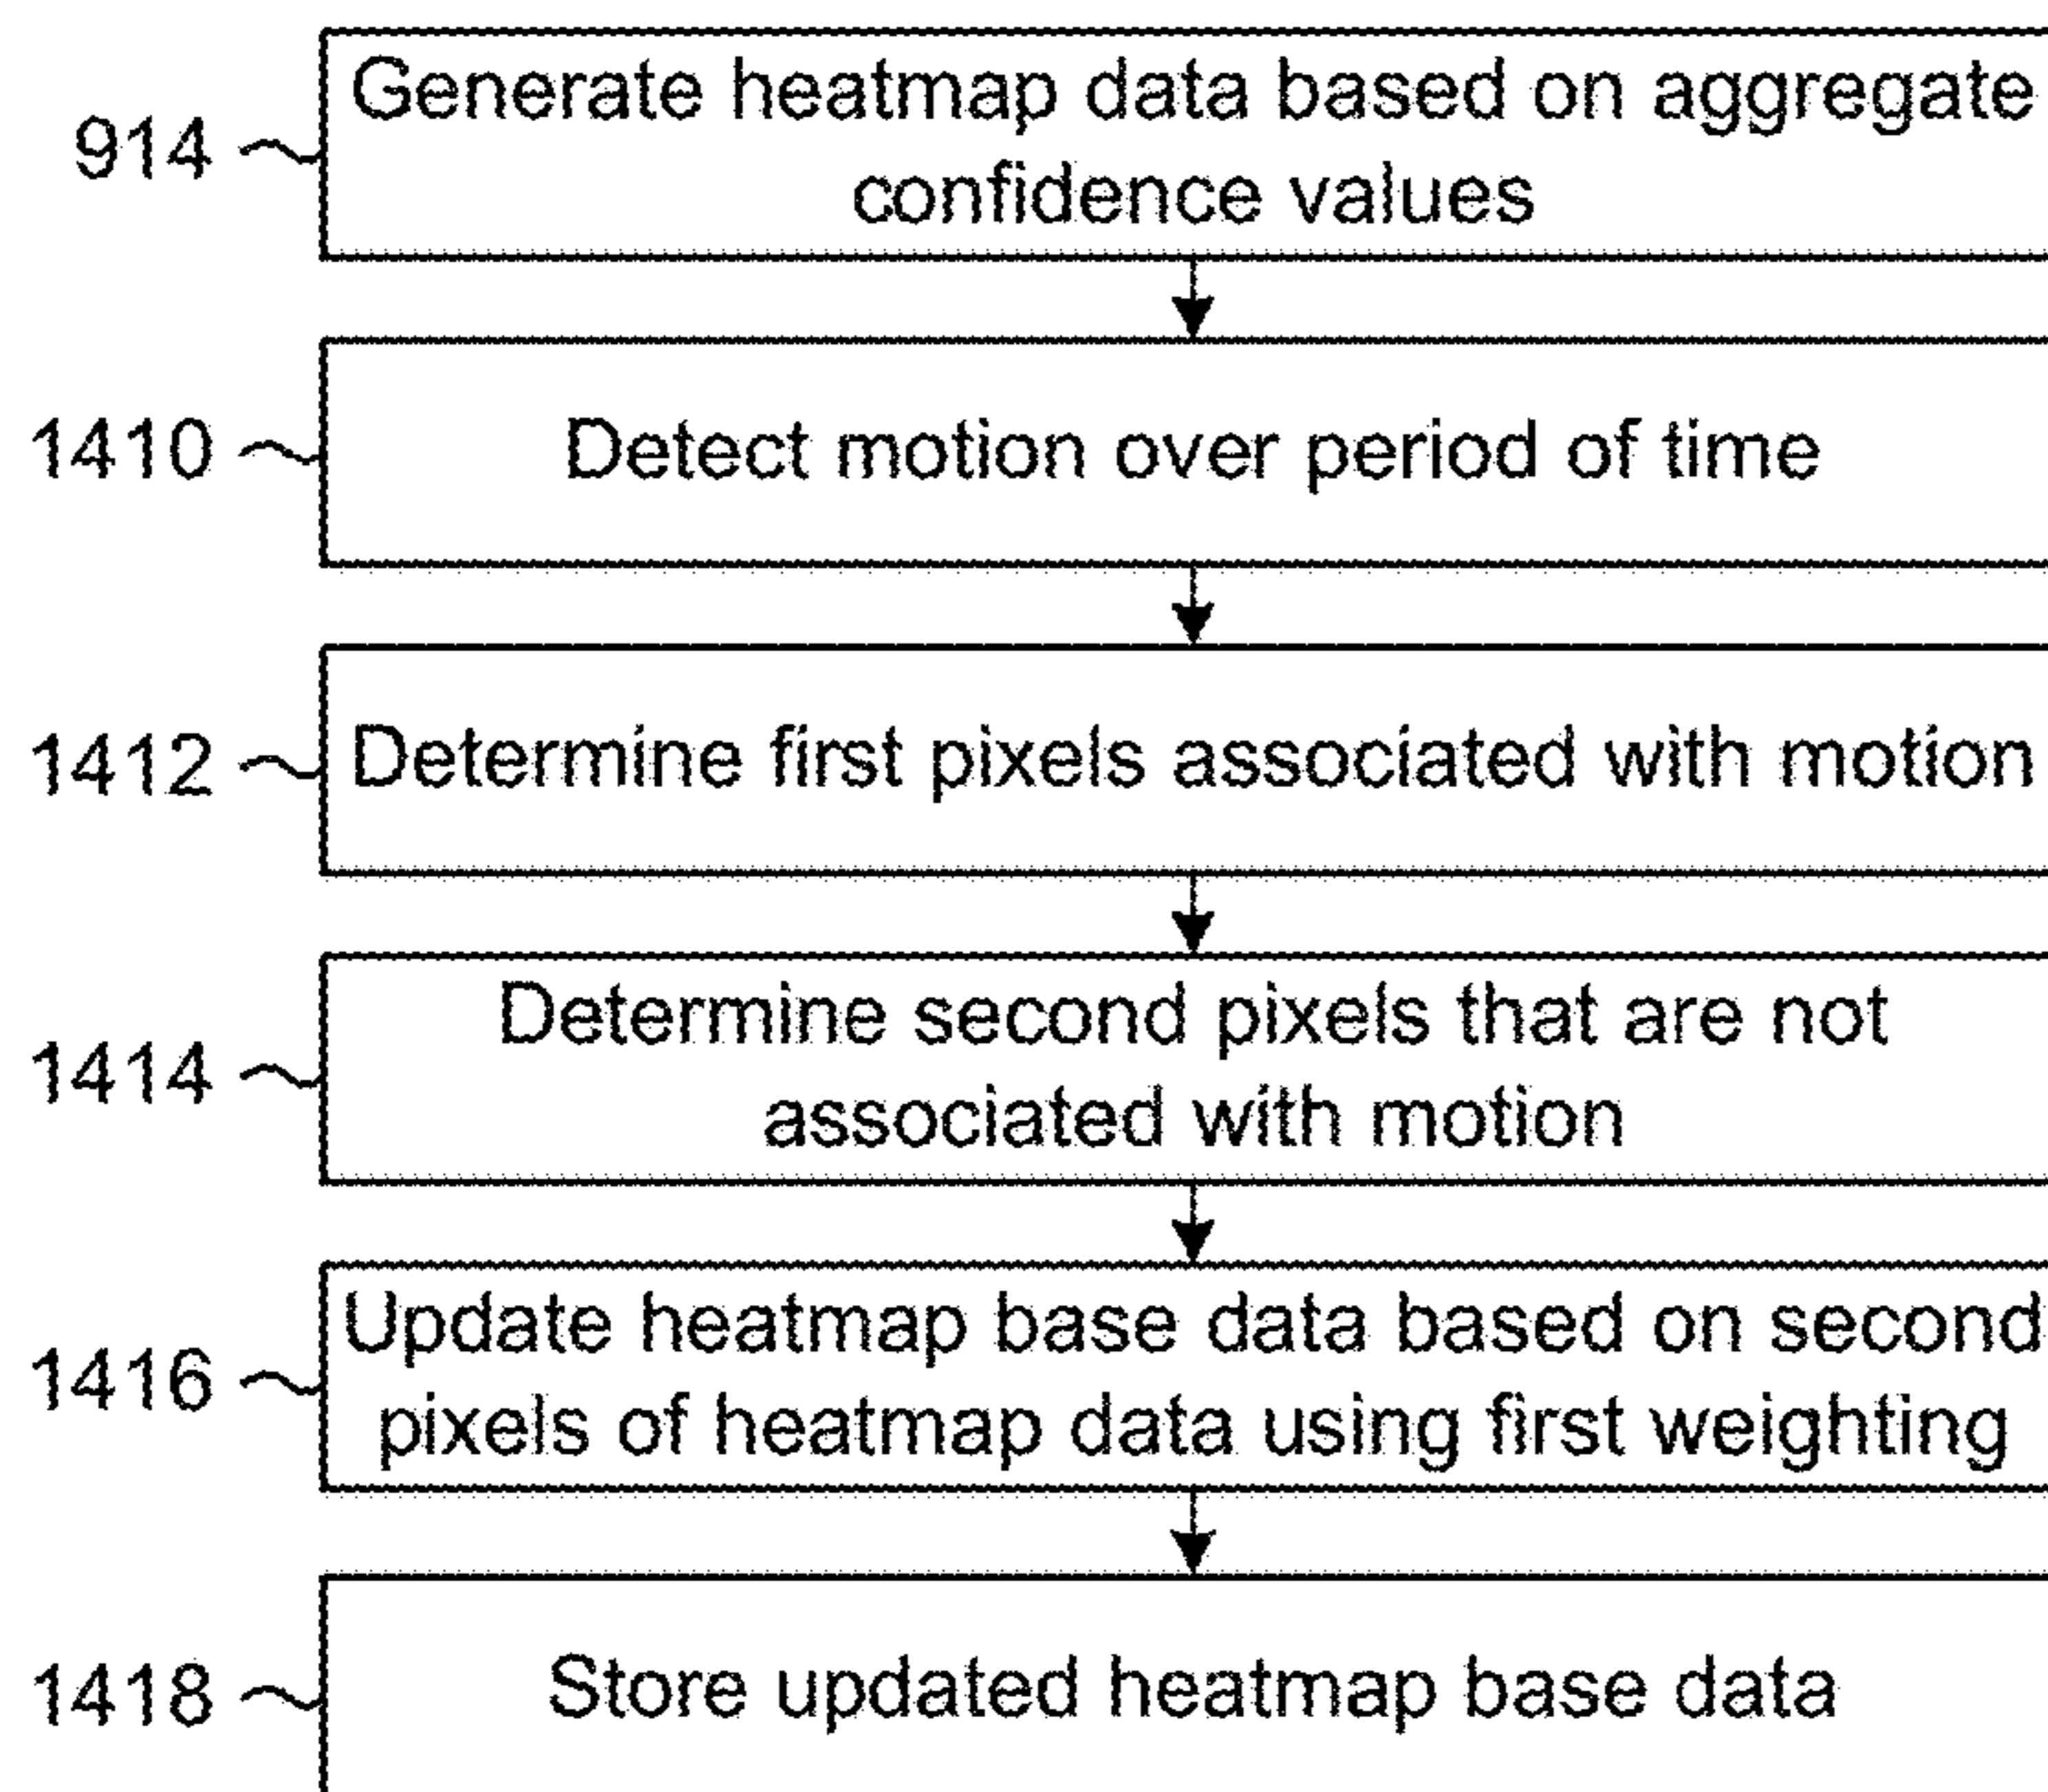 Generate heatmap data based on aggregate
914
confidence values
1410
Detect motion over period of time
1412
Determine first pixels associated with motion
Determine second pixels that are not
1414
associated with motion
Update heatmap base data based on second
1416
pixels of heatmap data using first weighting
1418
Store updated heatmap base data